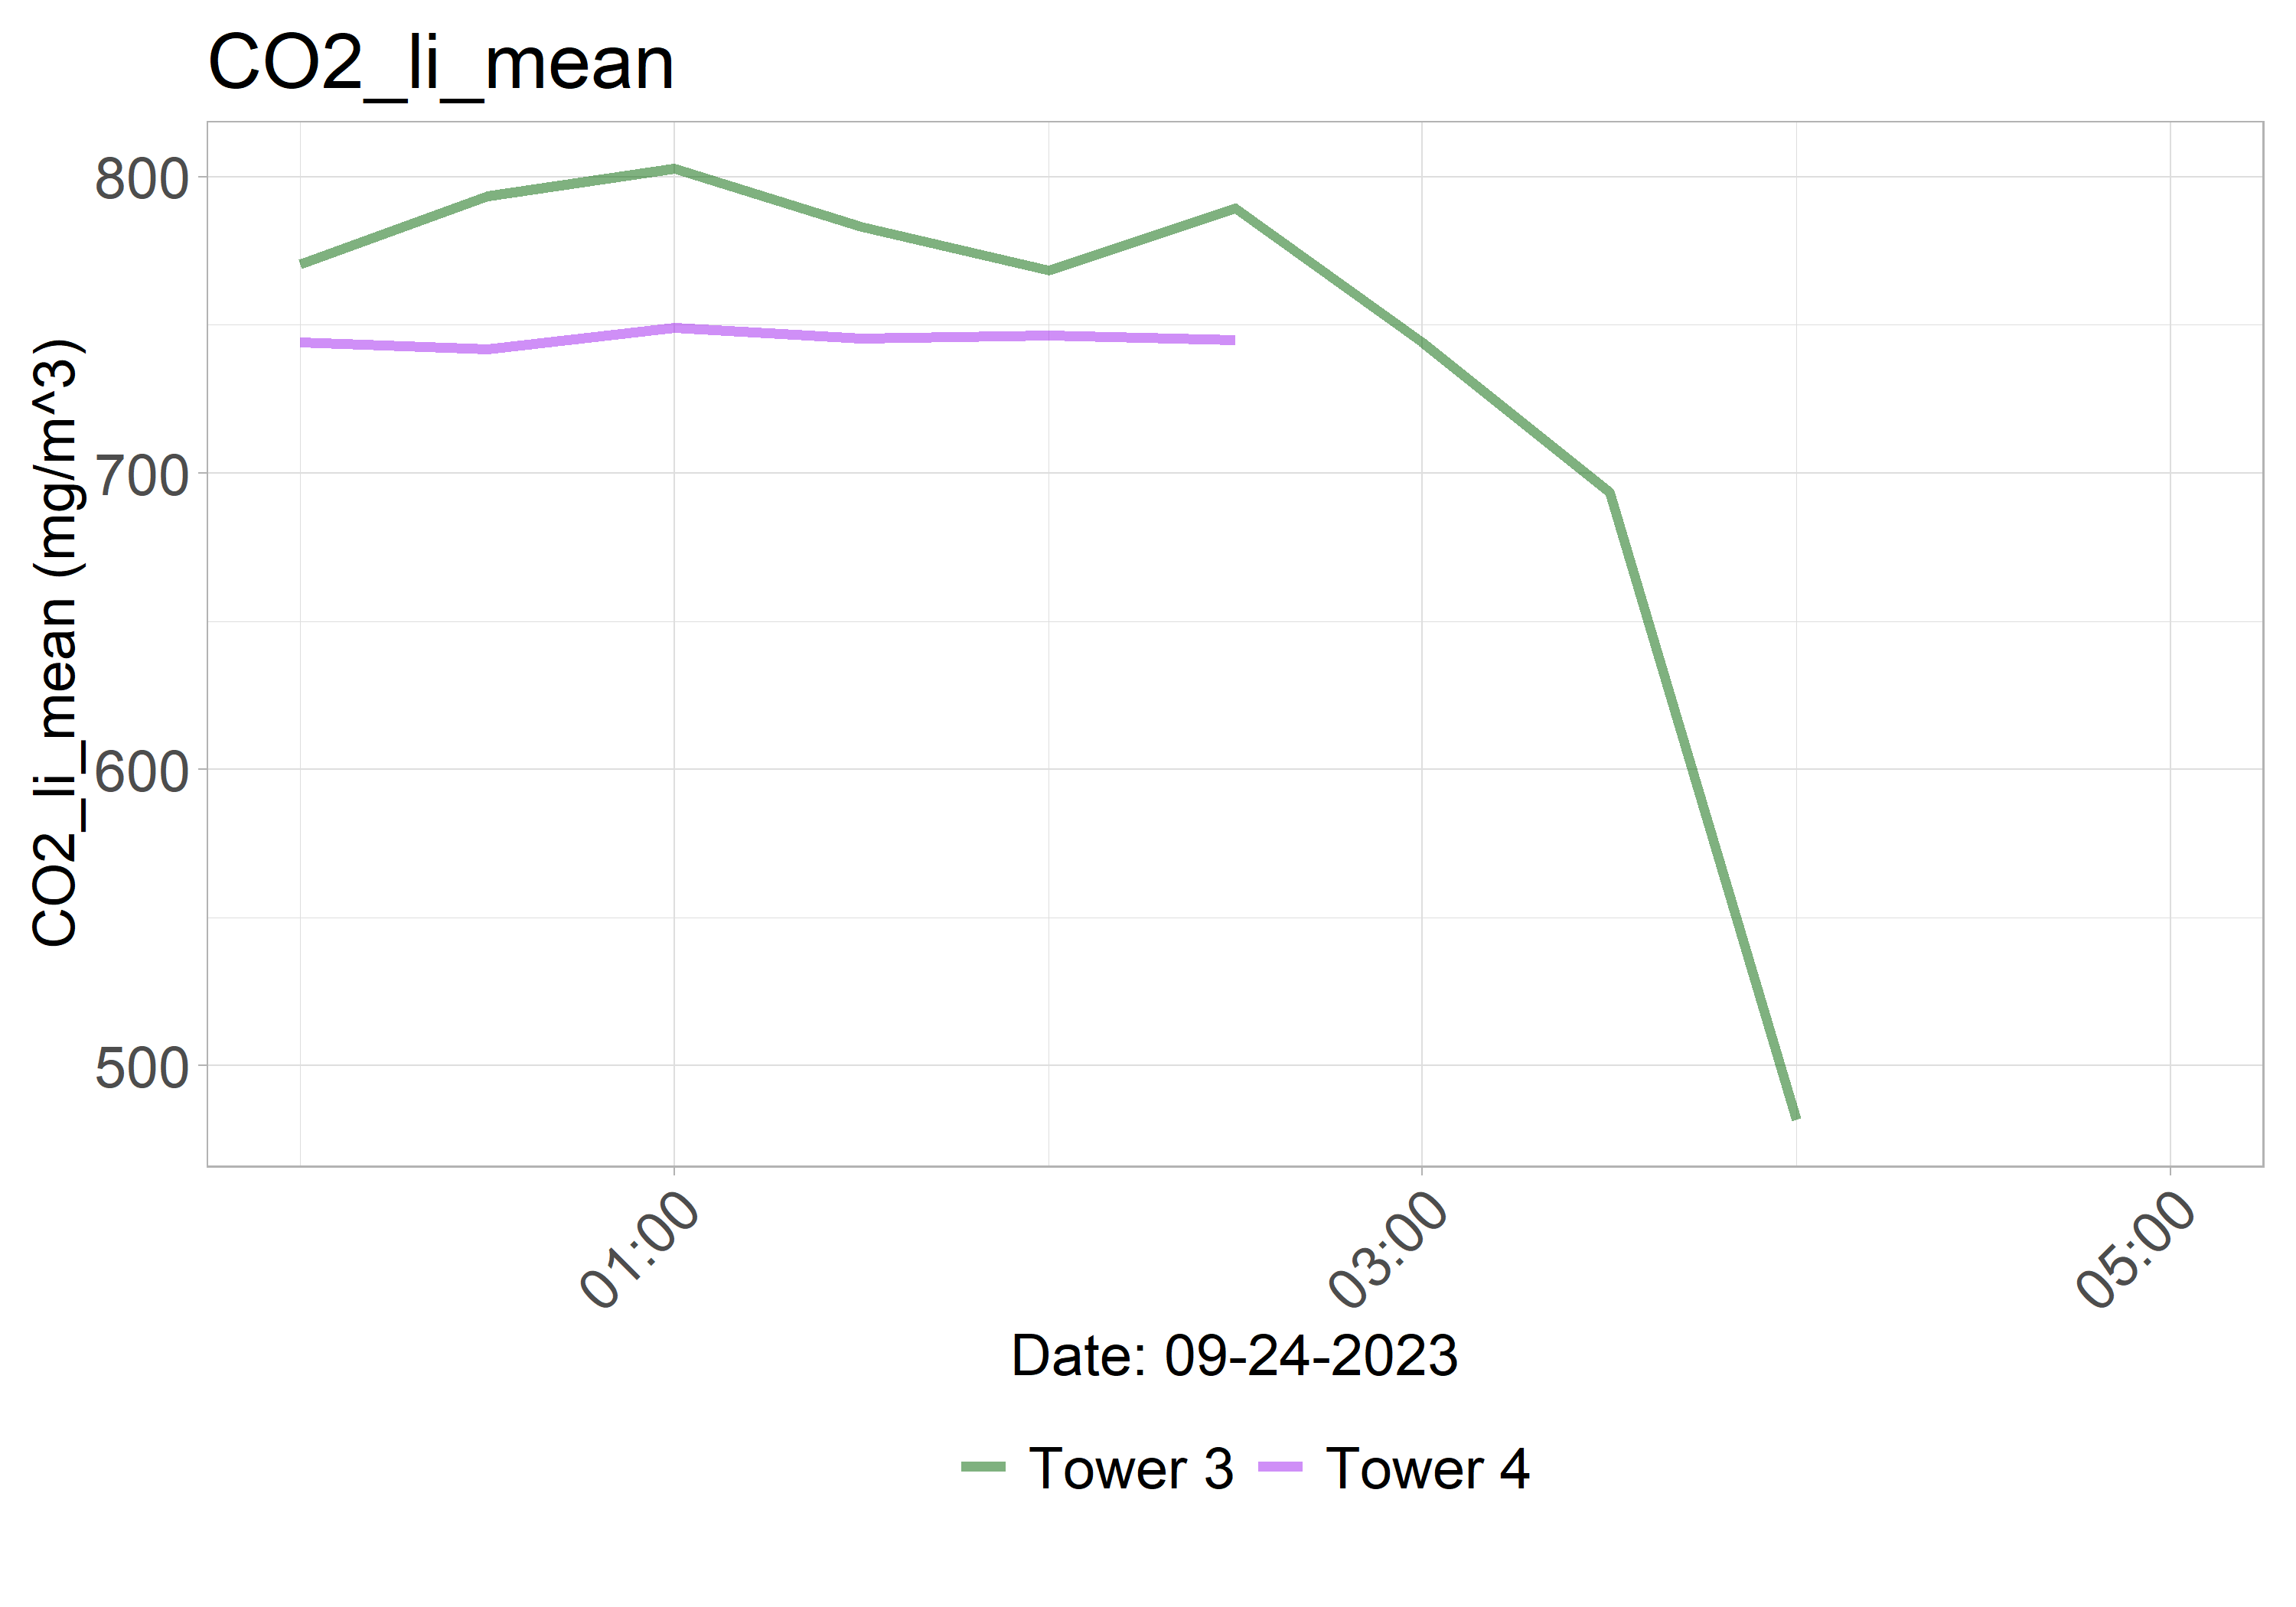 CO2_li_mean
CO2_li_mean (mg/m^3)
800
700
600
500
01:00
03:00
05:00
Date: 09-24-2023
Tower 3
Tower 4